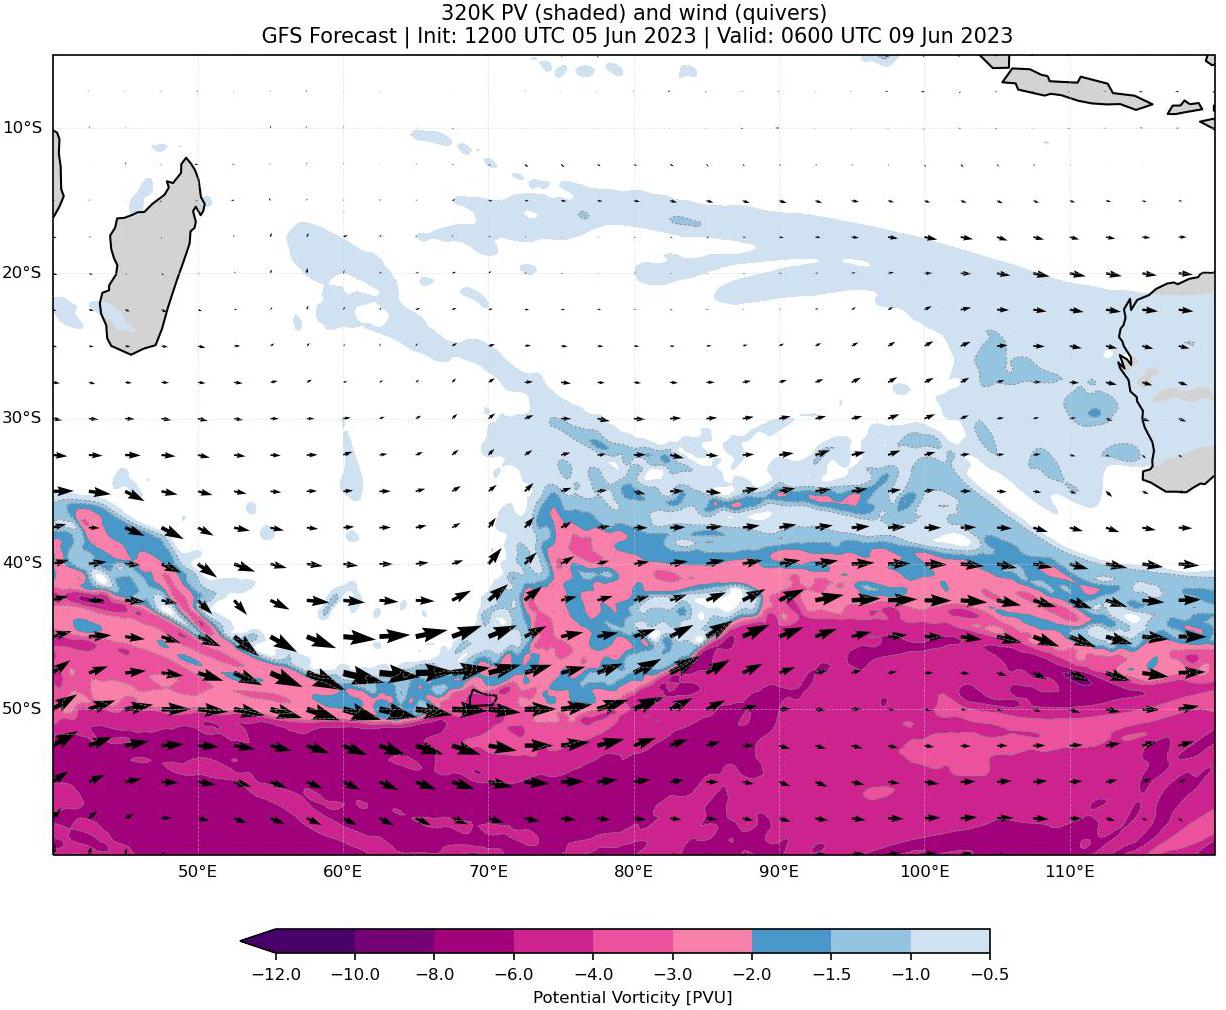 320K PV (shaded) and wind (quivers)
GFS Forecast | Init: 1200 UTC 05 Jun 2023 | Valid: 0600 UTC 09 Jun 2023
10°S
20°S
30°S
40°S
50°S
50°E 60°E 70°E 80°E 90°E 100°E 110°E
−12.0 −10.0 −8.0 −6.0 −4.0 −3.0 −2.0 −1.5 −1.0 −0.5
Potential Vorticity [PVU]